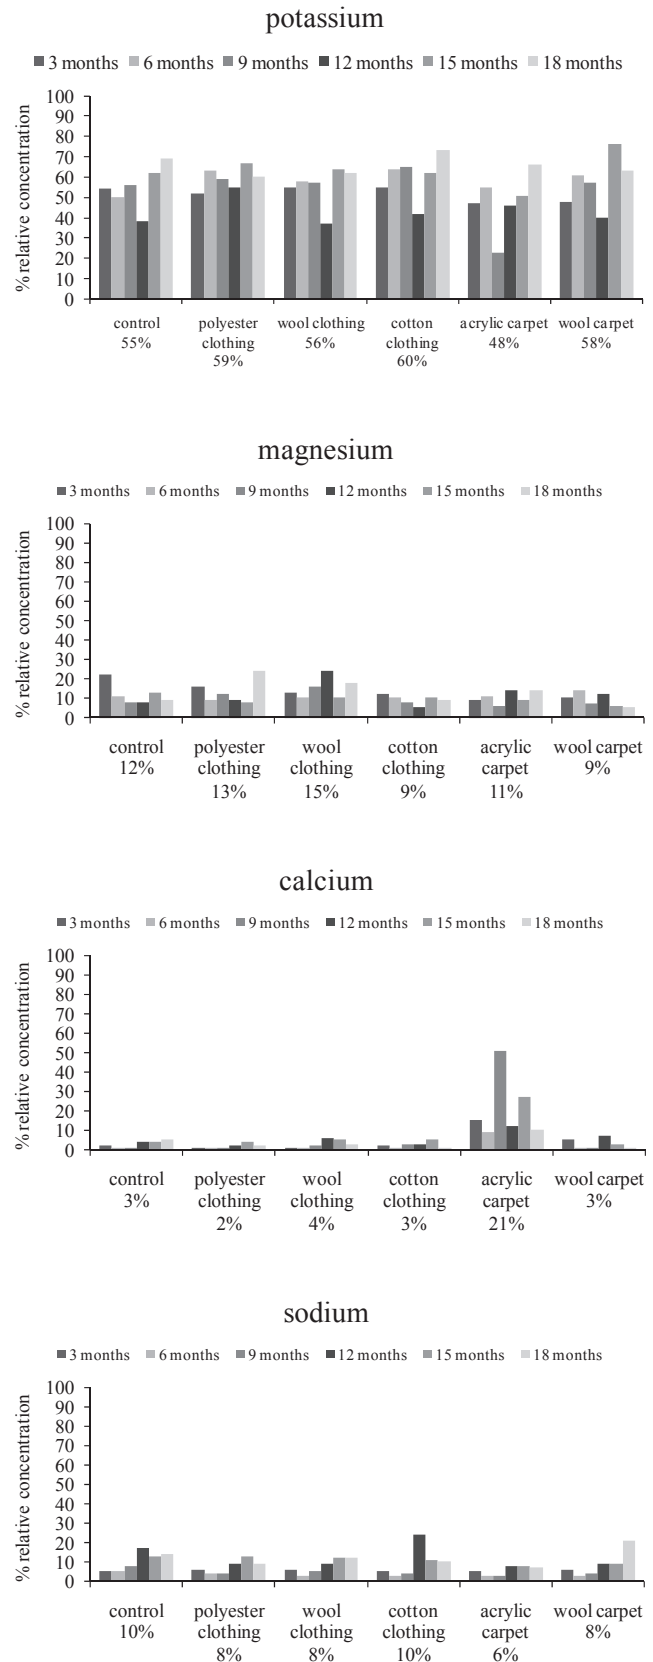 potassium
3 months 6 months 9 months 12 months 15 months 18 months
% relative concentration
100
90
80
70
60
50
40
30
20
10
0
control polyester wool clothing cotton acrylic carpet wool carpet
55% clothing 56% clothing 48% 58%
59% 60%
magnesium
3 months 6 months 9 months 12 months 15 months 18 months
% relative concentration
100
90
80
70
60
50
40
30
20
10
0
control polyester wool cotton acrylic wool carpet
12% clothing clothing clothing carpet 9%
13% 15% 9% 11%
calcium
3 months 6 months 9 months 12 months 15 months 18 months
% relative concentration
100
90
80
70
60
50
40
30
20
10
0
control polyester wool cotton acrylic wool carpet
3% clothing clothing clothing carpet 3%
2% 4% 3% 21%
sodium
3 months 6 months 9 months 12 months 15 months 18 months
% relative concentration
100
90
80
70
60
50
40
30
20
10
0
control polyester wool cotton acrylic wool carpet
10% clothing clothing clothing carpet 8%
8% 8% 10% 6%